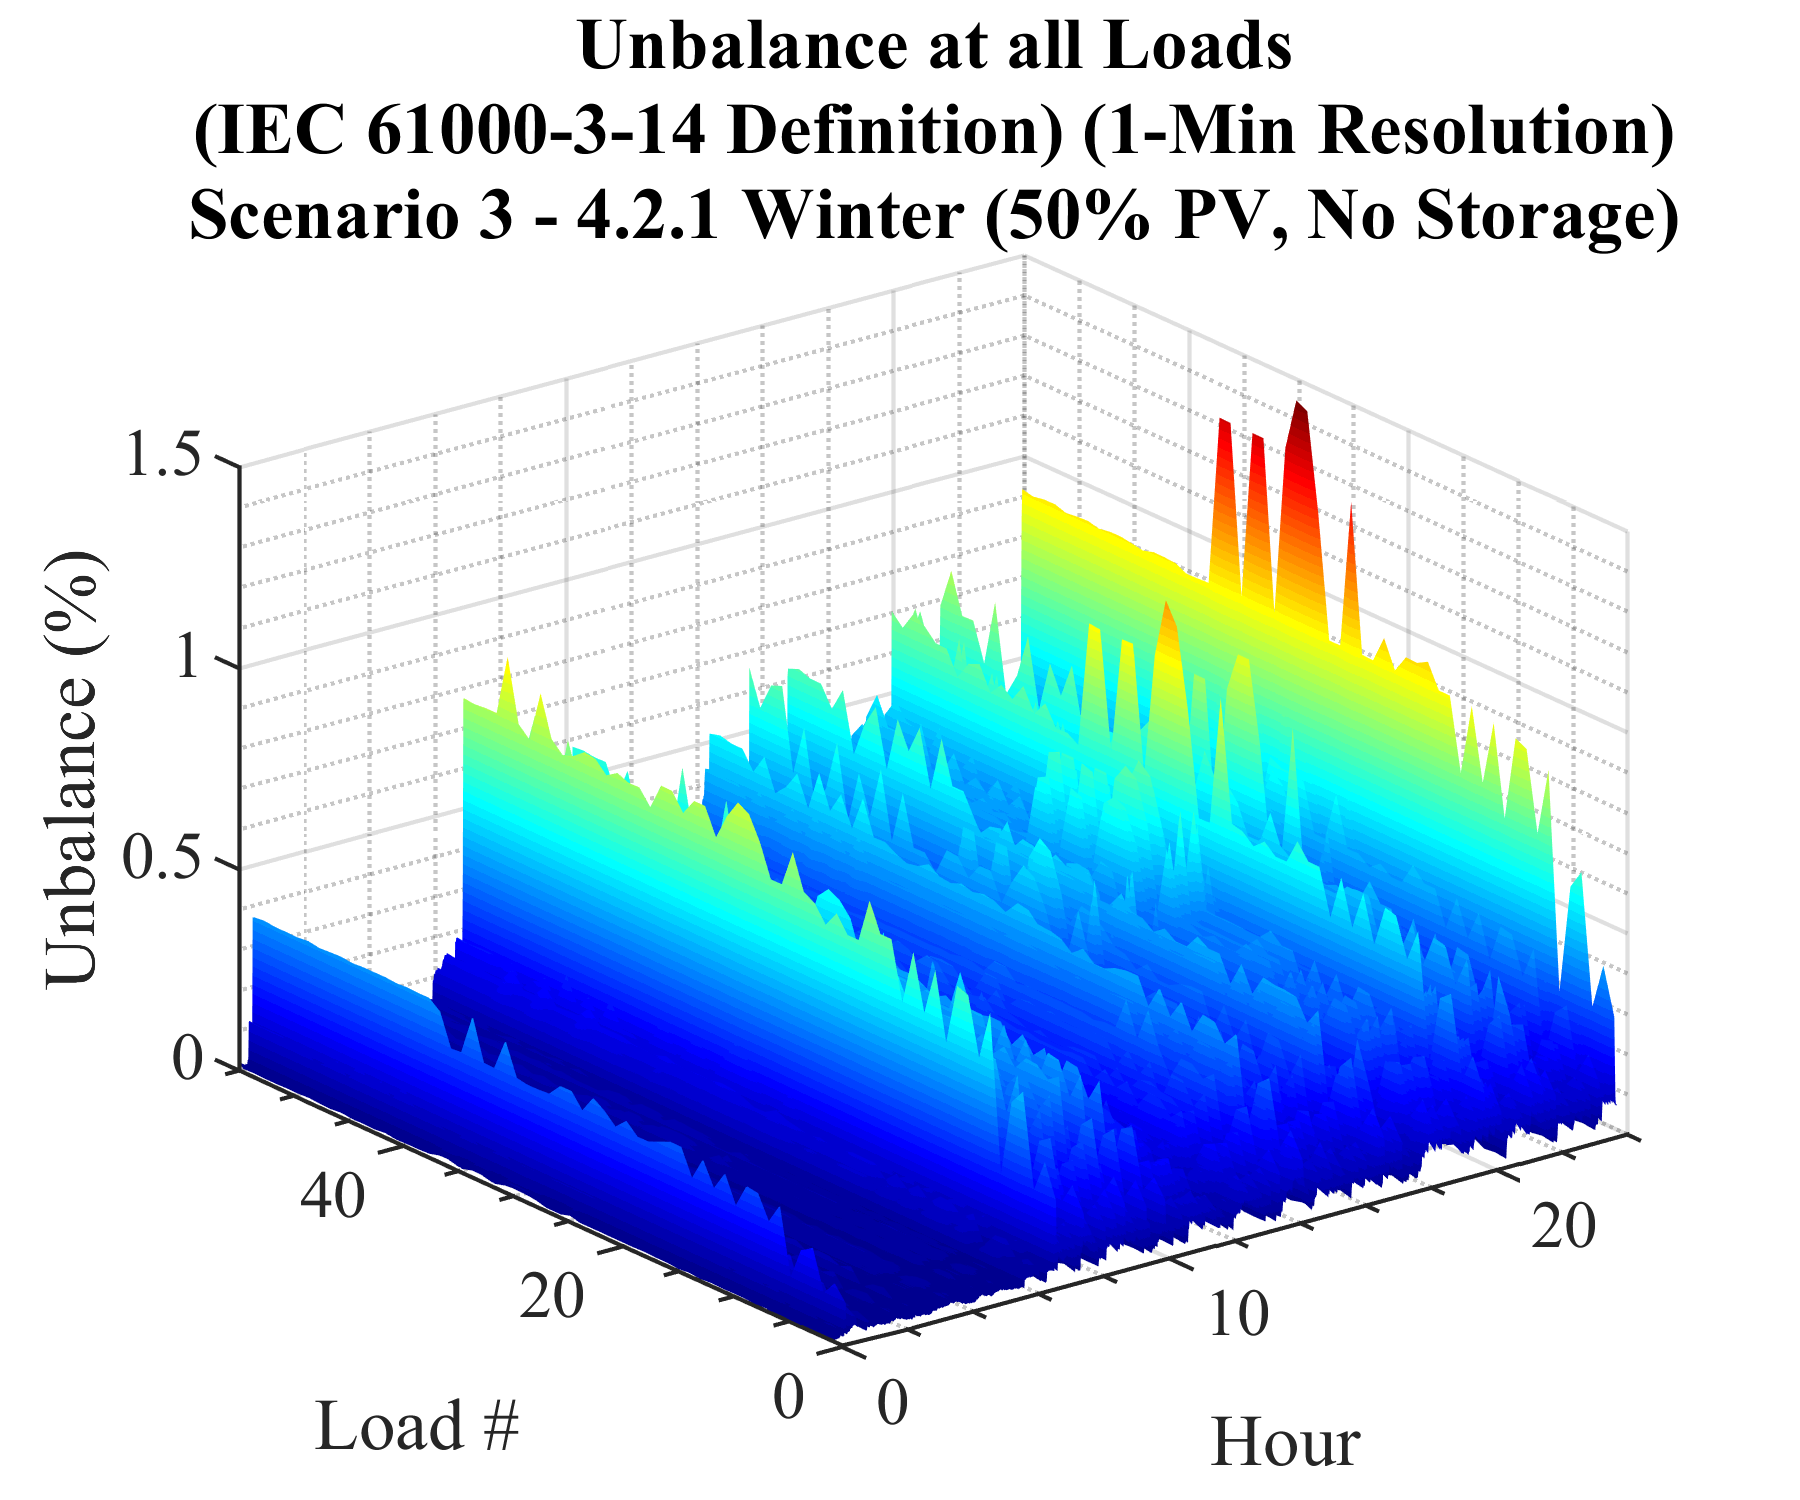 Unbalance at all Loads
(IEC 61000-3-14 Definition) (1-Min Resolution)
Scenario 3 - 4.2.1 Winter (50% PV, No Storage)
1.5
1
0.5
0
Unbalance (%)
40
20
0
Load #
0
10
20
Hour